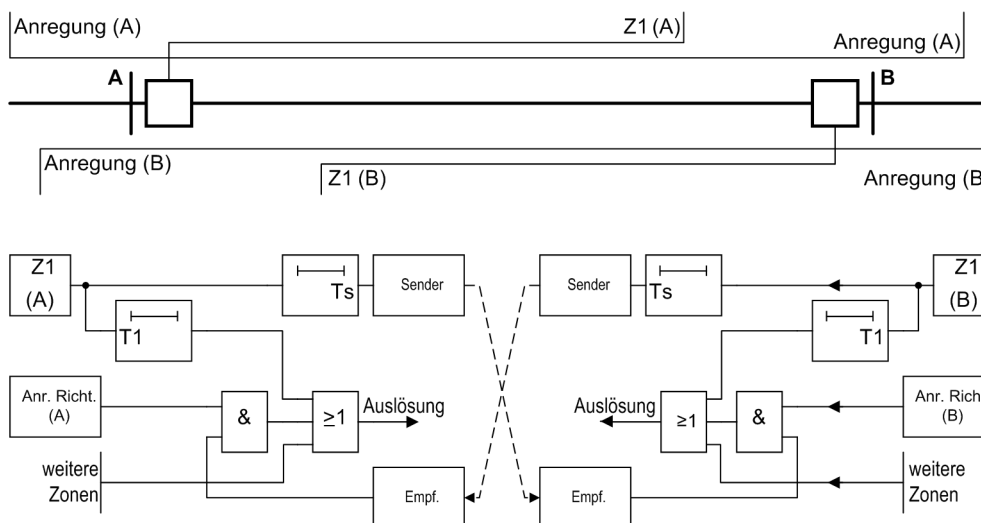 Anregung (A)
Z1 (A)
Anregung (A)
A
B
Anregung (B)
Z1 (B)
Anregung (B
Z1
(A)
Ts
Sender
Sender
Ts
Z1
(B)
T1
T1
Anr. Richt.
(A)
&
≥1
Auslösung
Auslösung
≥1
&
Anr. Rich
(B)
weitere
Zonen
Empf.
Empf.
weitere
Zonen